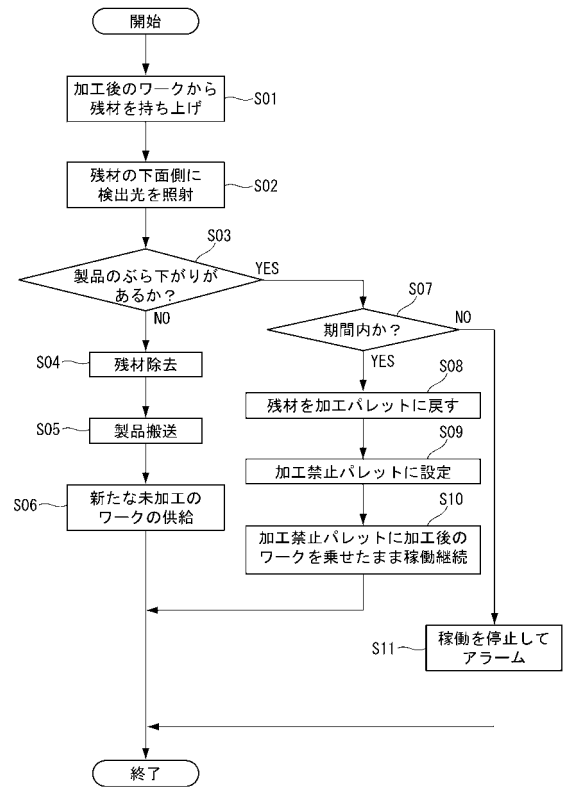 開始
加工後のワークから
残材を持ち上げ
S01
残材の下面側に
検出光を照射
S02
S03
製品のぶら下がりが
あるか？
YES
NO
S04
残材除去
S05
製品搬送
S06
新たな未加工の
ワークの供給
S07
期間内か？
NO
YES
S08
残材を加工パレットに戻す
S09
加工禁止パレットに設定
S10
加工禁止パレットに加工後の
ワークを乗せたまま稼働継続
S11
稼働を停止して
アラーム
終了